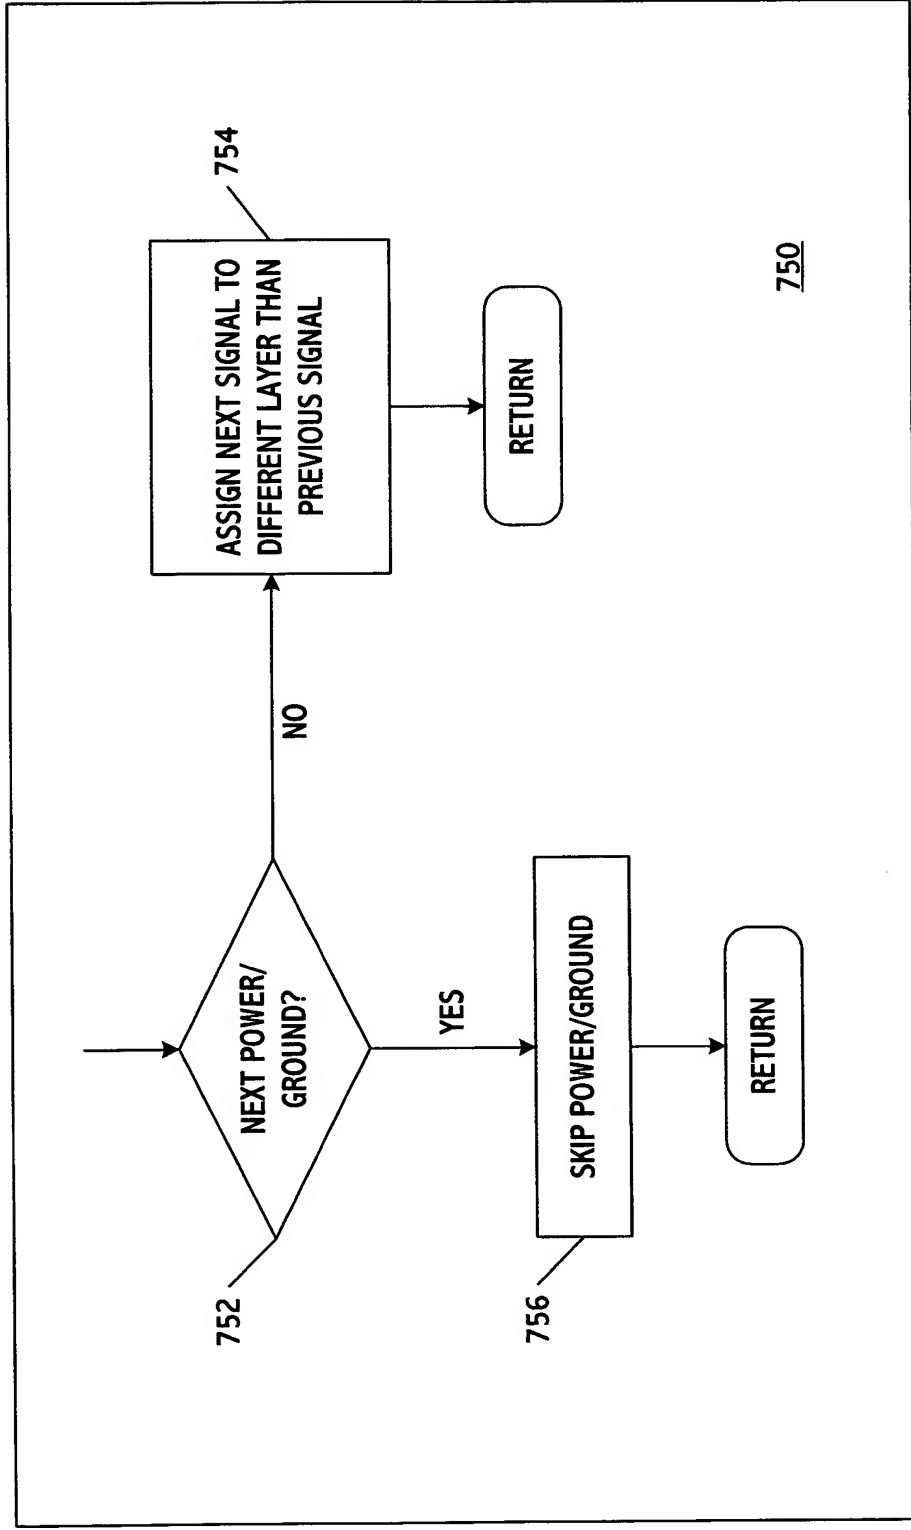 752
NEXT POWER/
GROUND?
NO
754
ASSIGN NEXT SIGNAL TO
DIFFERENT LAYER THAN
PREVIOUS SIGNAL
RETURN
YES
756
SKIP POWER/GROUND
RETURN
750